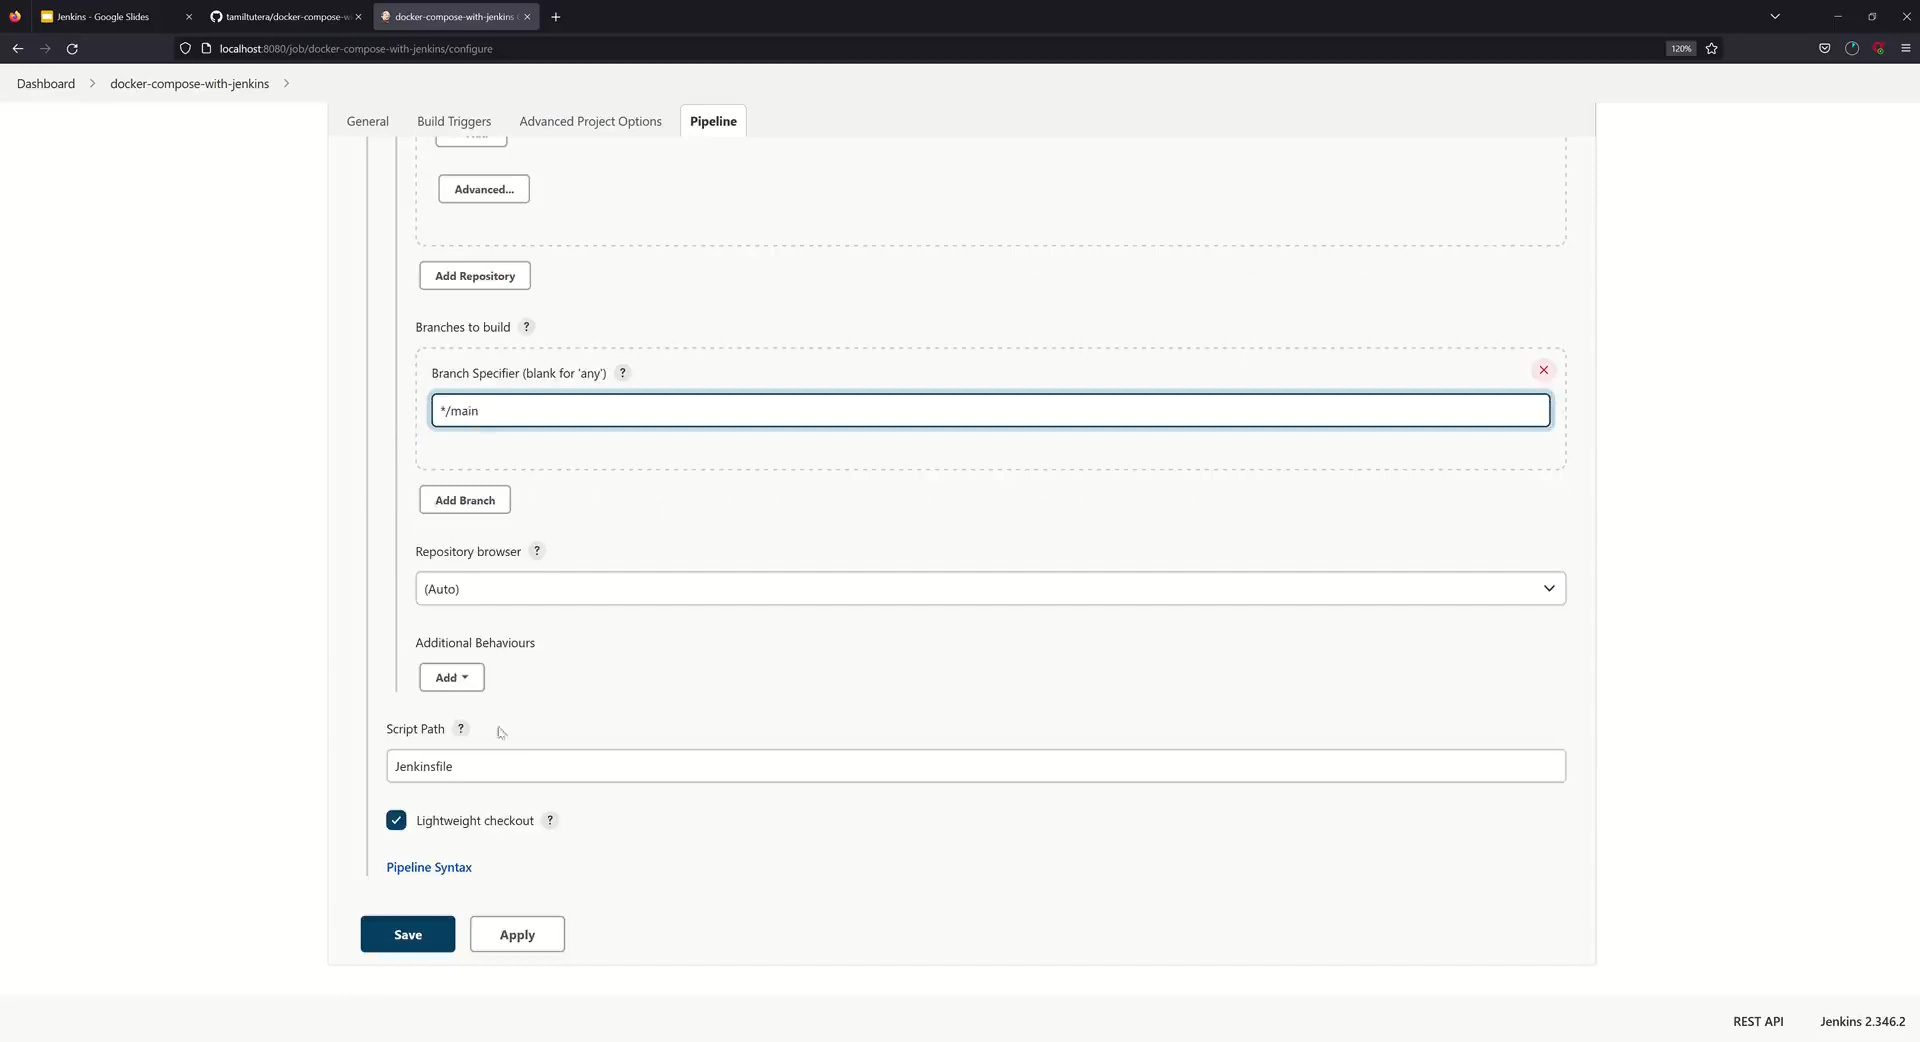 Jenkins - Google Slides
tamiltutera/docker-compose-w
docker-compose-with-jenkins
localhost:8080/job/docker-compose-with-jenkins/configure
120%
Dashboard
docker-compose-with-jenkins
General
Build Triggers
Advanced Project Options
Pipeline
Advanced...
Add Repository
Branches to build ?
Branch Specifier (blank for 'any') ?
*/main
Add Branch
Repository browser ?
(Auto)
Additional Behaviours
Add
Script Path ?
Jenkinsfile
Lightweight checkout ?
Pipeline Syntax
Save
Apply
REST API
Jenkins 2.346.2